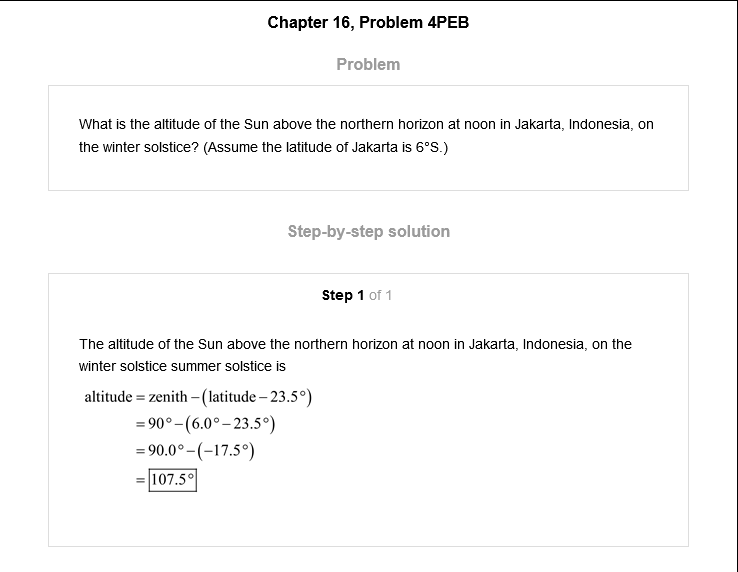 Chapter 16, Problem 4PEB
Problem
What is the altitude of the Sun above the northern horizon at noon in Jakarta, Indonesia, on
the winter solstice? (Assume the latitude of Jakarta is 6°S.)
Step-by-step solution
Step 1 of 1
The altitude of the Sun above the northern horizon at noon in Jakarta, Indonesia, on the
winter solstice summer solstice is
altitude = zenith – (latitude – 23.5°)
= 90° – (6.0° – 23.5°)
= 90.0° – (–17.5°)
= 107.5°